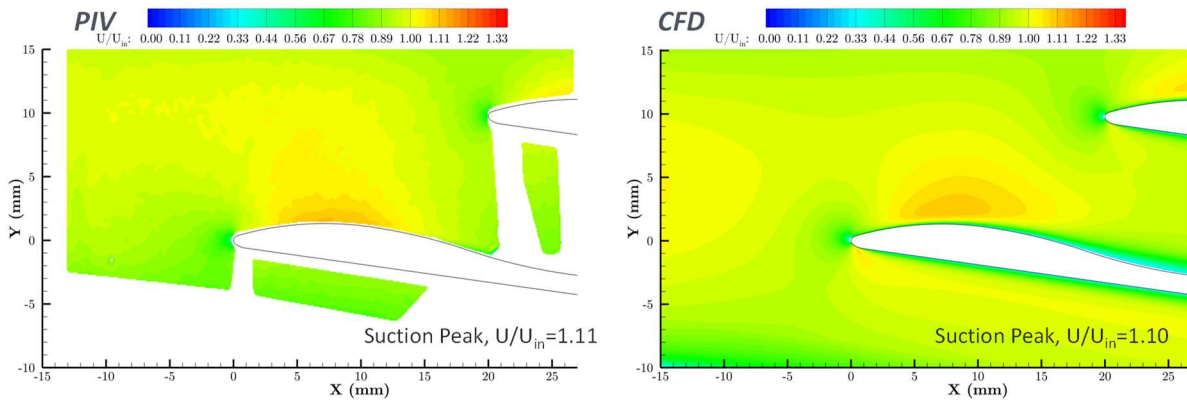 PIV
U/U_in: 0.00 0.11 0.22 0.33 0.44 0.56 0.67 0.78 0.89 1.00 1.11 1.22 1.33
15
10
5
0
-5
-10
Y (mm)
Suction Peak, U/U_in=1.11
-15 -10 -5 0 5 10 15 20 25
X (mm)
CFD
U/U_in: 0.00 0.11 0.22 0.33 0.44 0.56 0.67 0.78 0.89 1.00 1.11 1.22 1.33
15
10
5
0
-5
-10
Y (mm)
Suction Peak, U/U_in=1.10
-15 -10 -5 0 5 10 15 20 25
X (mm)